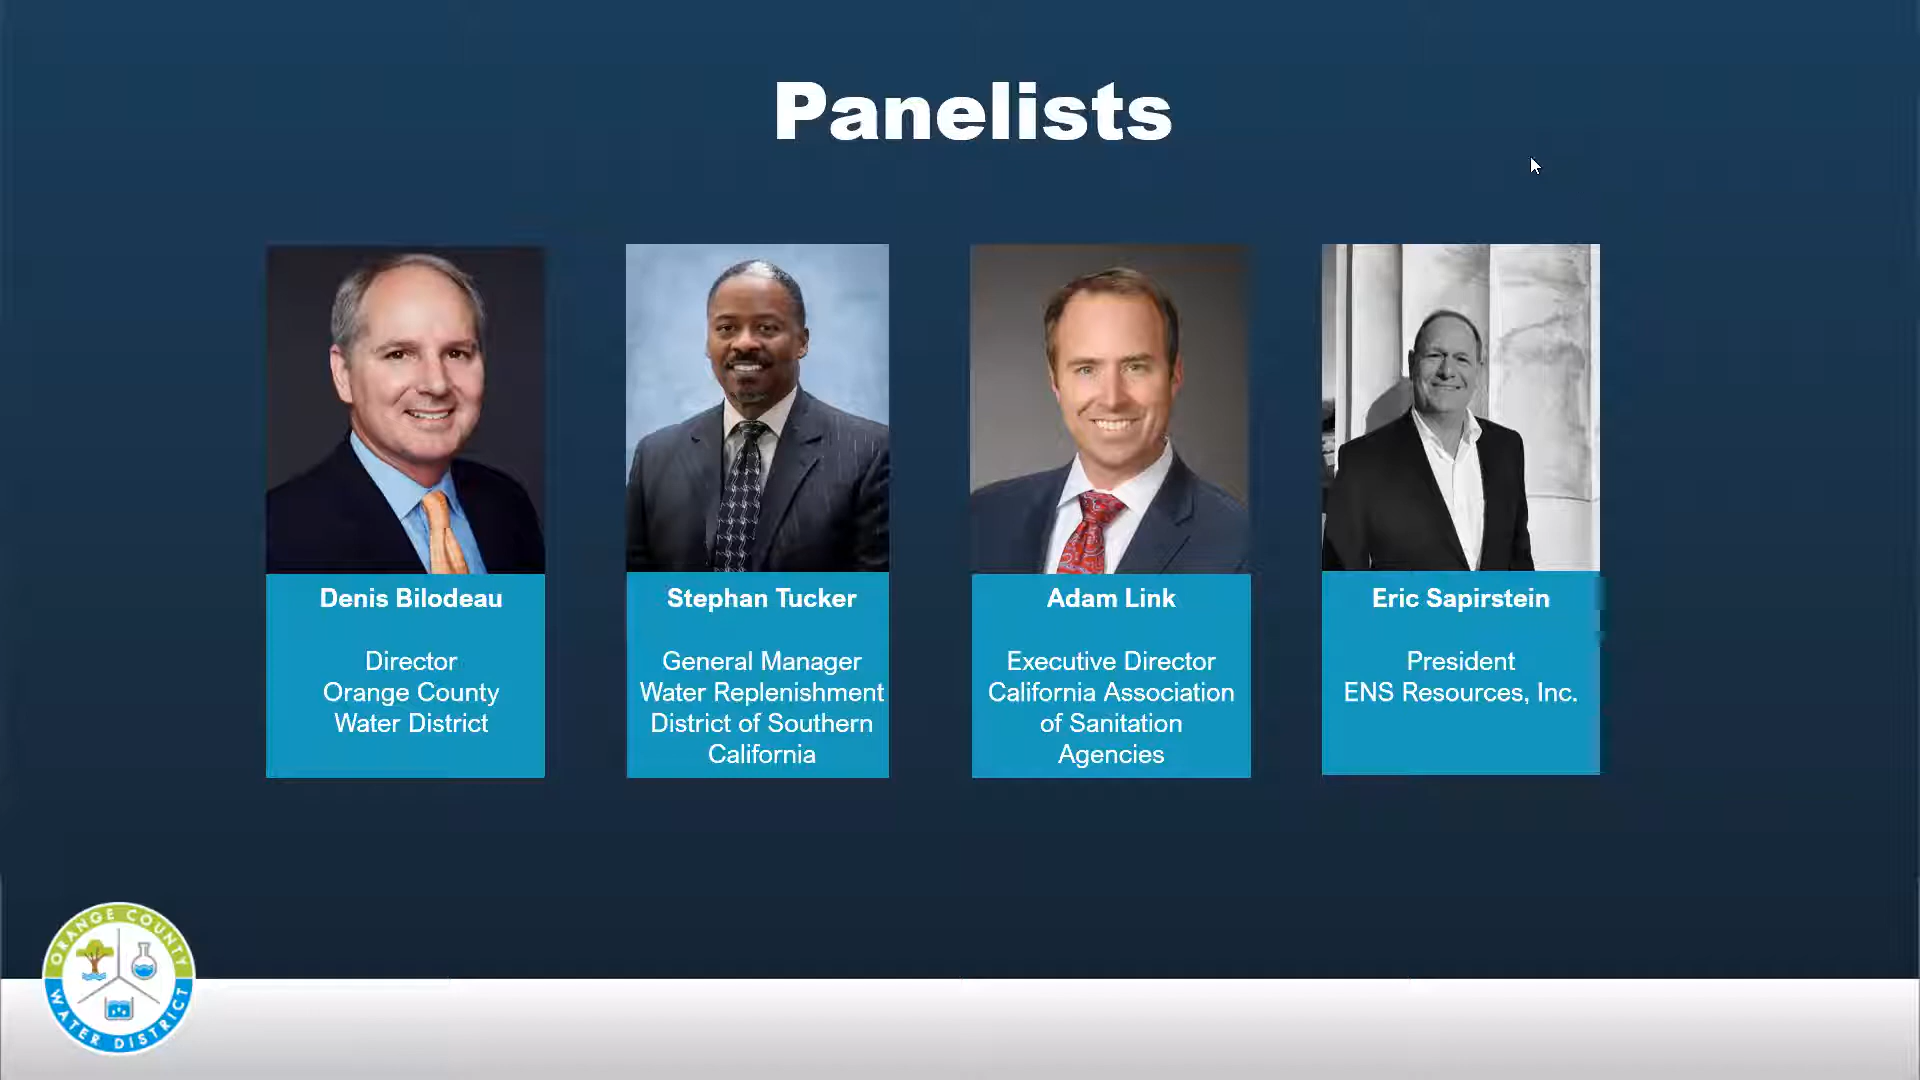 Panelists
Denis Bilodeau
Director
Orange County
Water District
Stephan Tucker
General Manager
Water Replenishment
District of Southern
California
Adam Link
Executive Director
California Association
of Sanitation
Agencies
Eric Sapirstein
President
ENS Resources, Inc.
ORANGE COUNTY
WATER DISTRICT